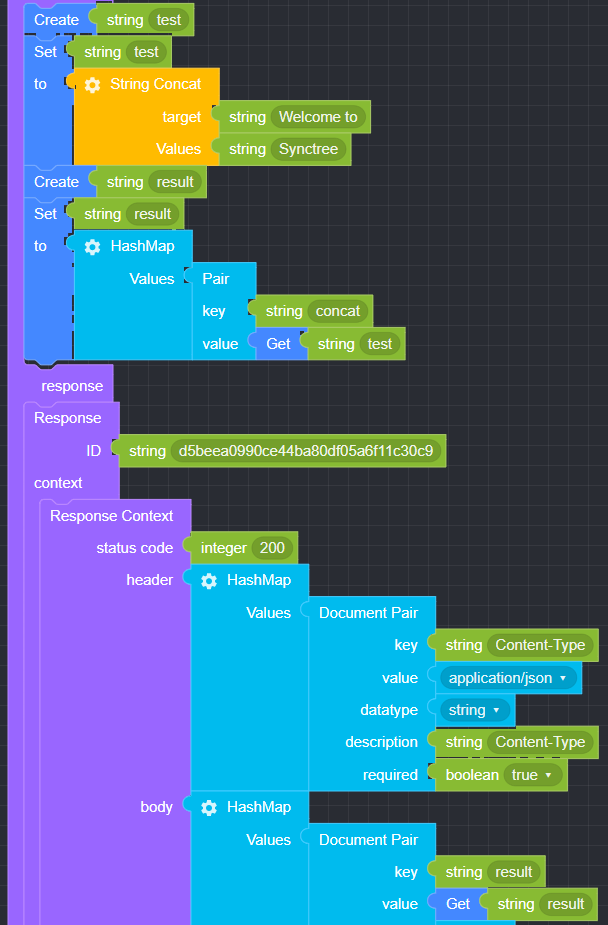 Create string test
Set string test
to String Concat
target string Welcome to
Values string Synctree
Create string result
Set string result
to HashMap
Values Pair
key string concat
value Get string test
response
Response
ID string d5beea0990ce44ba80df05a6f11c30c9
context
Response Context
status code integer 200
header HashMap
Values Document Pair
key string Content-Type
value application/json
datatype string
description string Content-Type
required boolean true
body HashMap
Values Document Pair
key string result
value Get string result